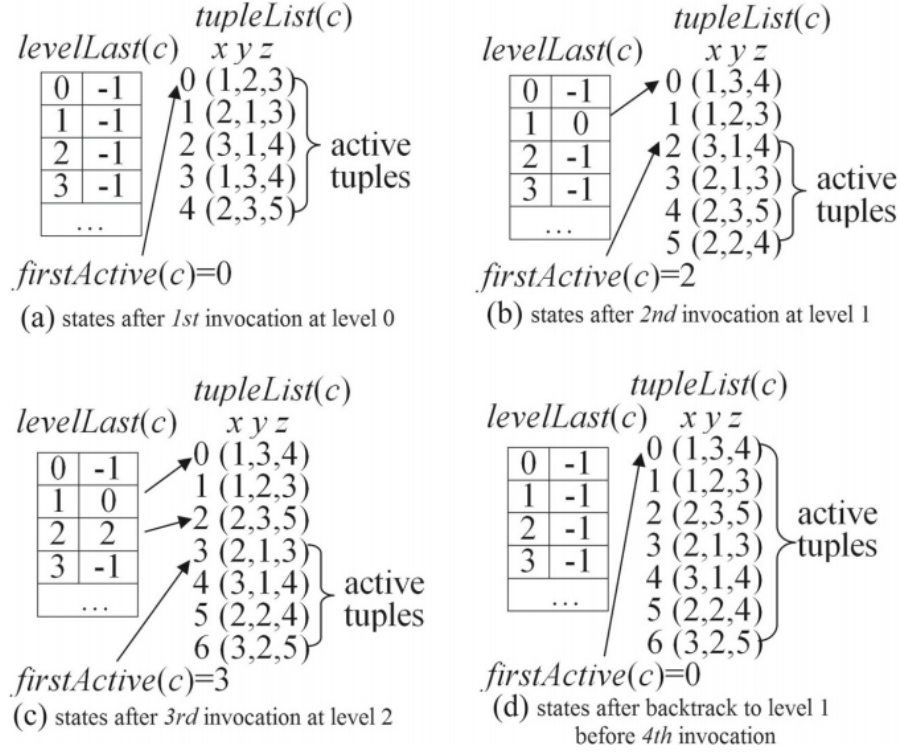 tupleList(c)
levelLast(c) x y z
0 -1
1 -1
2 -1
3 -1
...
0 (1,2,3)
1 (2,1,3)
2 (3,1,4)
3 (1,3,4)
4 (2,3,5)
active
tuples
firstActive(c)=0
(a) states after 1st invocation at level 0
tupleList(c)
levelLast(c) x y z
0 -1
1 0
2 -1
3 -1
...
0 (1,3,4)
1 (1,2,3)
2 (3,1,4)
3 (2,1,3)
4 (2,3,5)
5 (2,2,4)
active
tuples
firstActive(c)=2
(b) states after 2nd invocation at level 1
tupleList(c)
levelLast(c) x y z
0 -1
1 0
2 2
3 -1
...
0 (1,3,4)
1 (1,2,3)
2 (2,3,5)
3 (2,1,3)
4 (3,1,4)
5 (2,2,4)
6 (3,2,5)
active
tuples
firstActive(c)=3
(c) states after 3rd invocation at level 2
tupleList(c)
levelLast(c) x y z
0 -1
1 -1
2 -1
3 -1
...
0 (1,3,4)
1 (1,2,3)
2 (2,3,5)
3 (2,1,3)
4 (3,1,4)
5 (2,2,4)
6 (3,2,5)
active
tuples
firstActive(c)=0
(d) states after backtrack to level 1
before 4th invocation